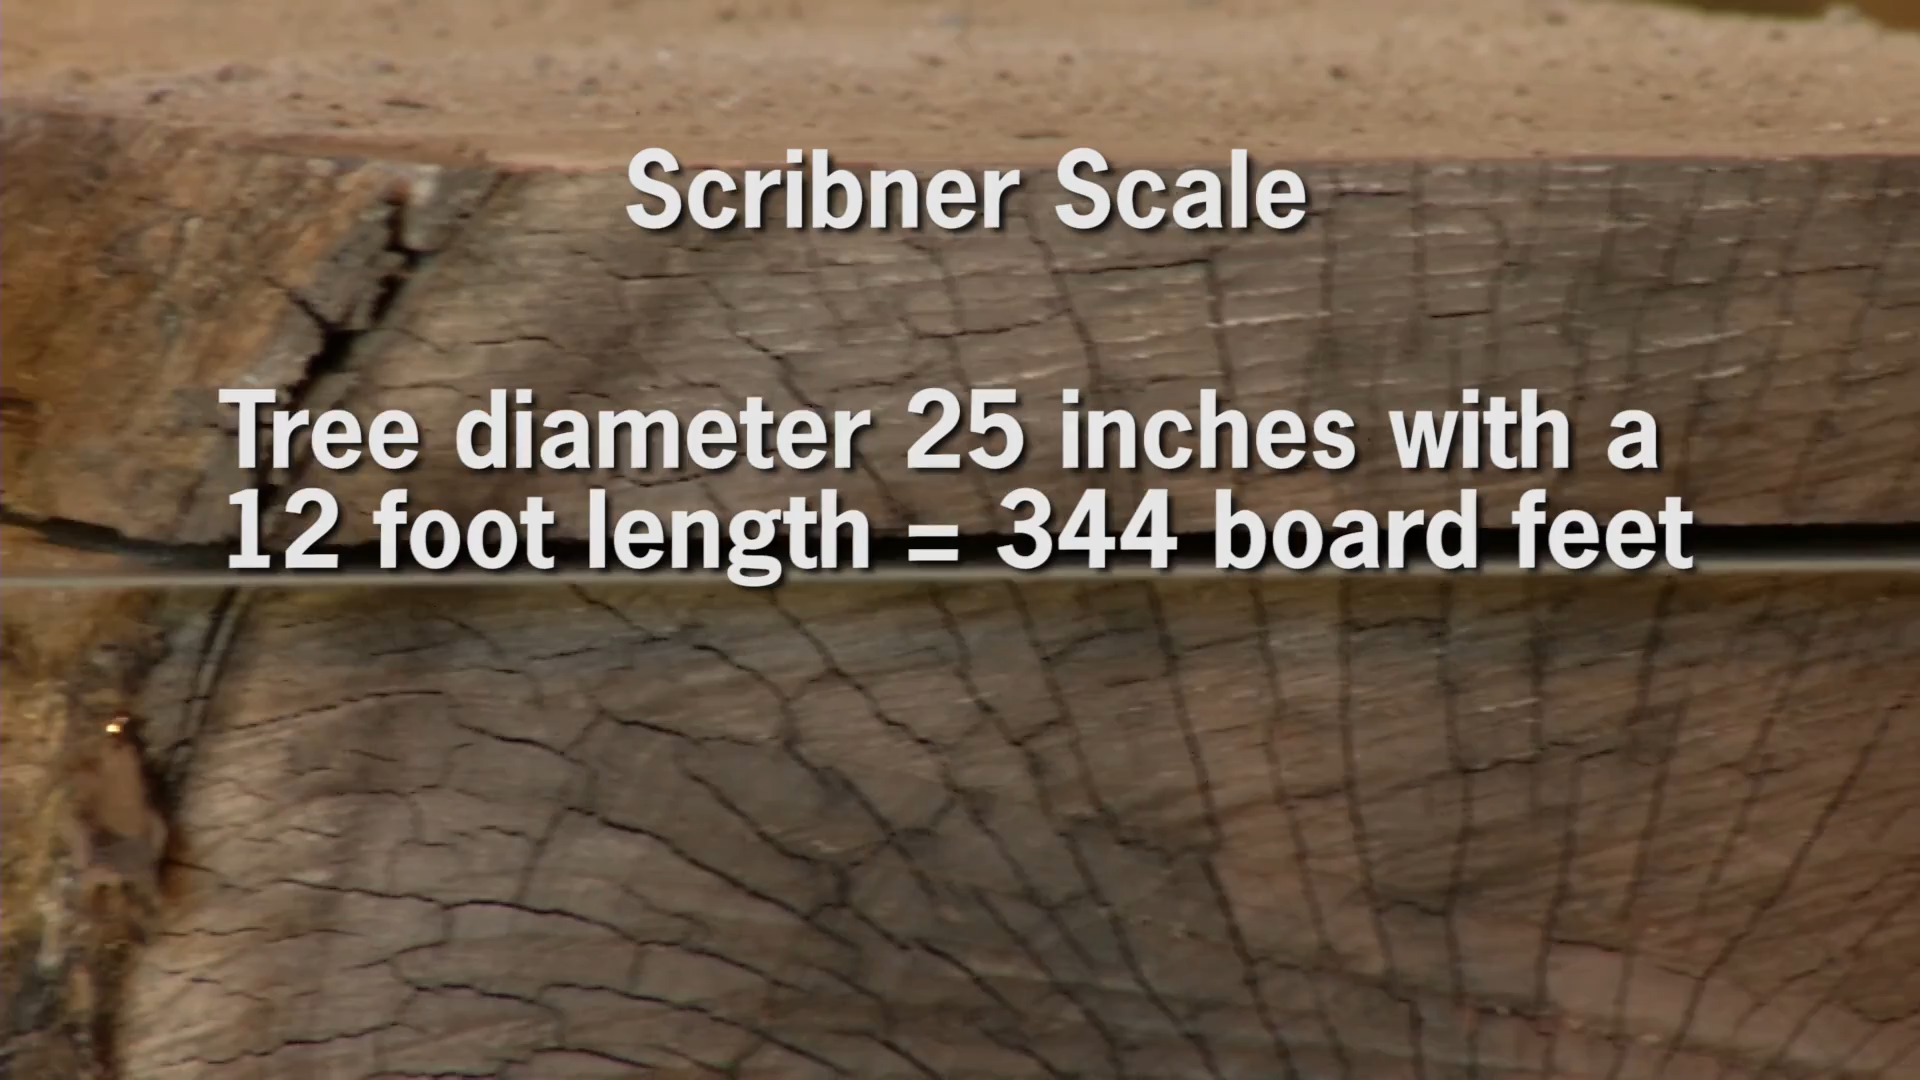 Scribner Scale
Tree diameter 25 inches with a
12 foot length = 344 board feet